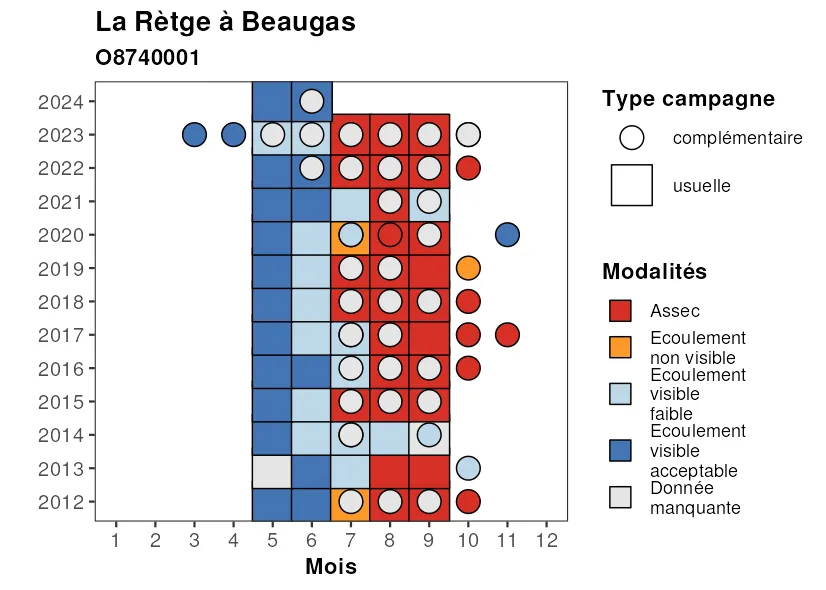 La Rètge à Beaugas
O8740001
2024
2023
2022
2021
2020
2019
2018
2017
2016
2015
2014
2013
2012
1 2 3 4 5 6 7 8 9 10 11 12
Mois
Type campagne
complémentaire
usuelle
Modalités
Assec
Ecoulement
non visible
Ecoulement
visible
faible
Ecoulement
visible
acceptable
Donnée
manquante